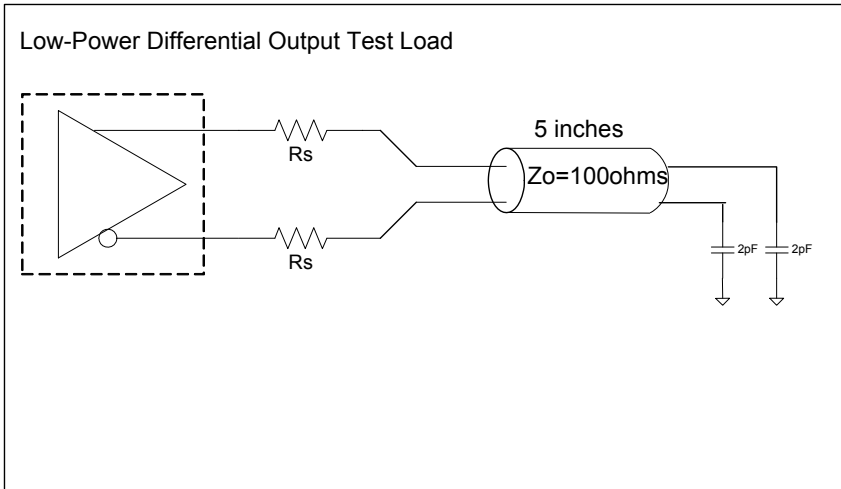 Low-Power Differential Output Test Load
Rs
5 inches
Zo=100ohms
Rs
2pF
2pF